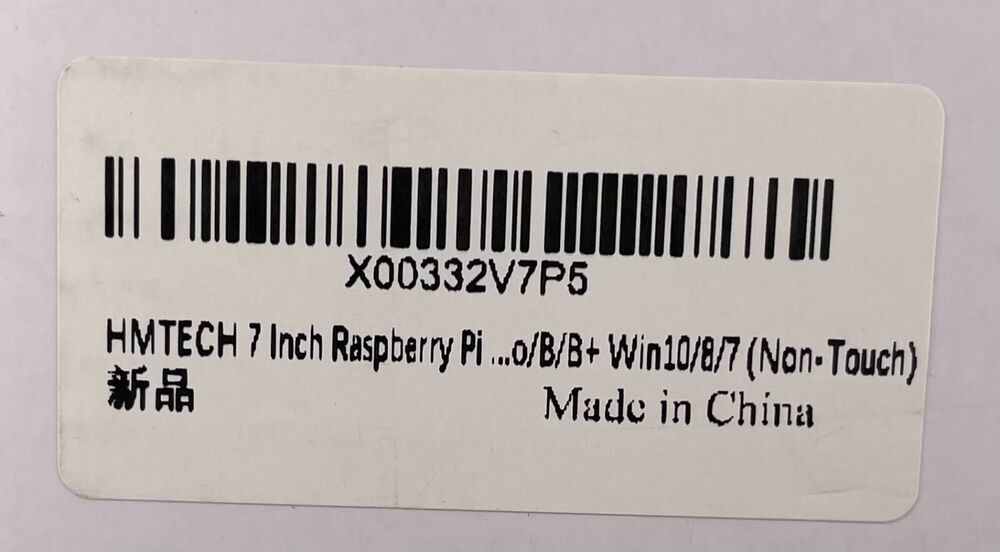 X00332V7P5
HMTECH 7 Inch Raspberry Pi ...o/B/B+ Win10/8/7 (Non-Touch)
新品
Made in China